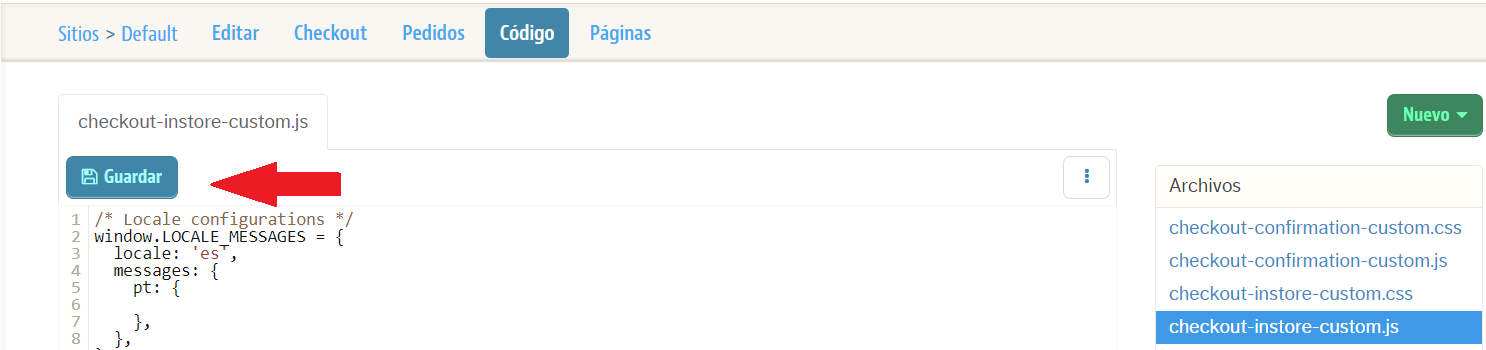 Sitios > Default Editar Checkout Pedidos Código Páginas
checkout-instore-custom.js
Nuevo
Guardar
Archivos
1 /* Locale configurations */
2 window.LOCALE_MESSAGES = {
3 locale: 'es',
4 messages: {
5 pt: {
6
7 },
8 },
checkout-confirmation-custom.css
checkout-confirmation-custom.js
checkout-instore-custom.css
checkout-instore-custom.js